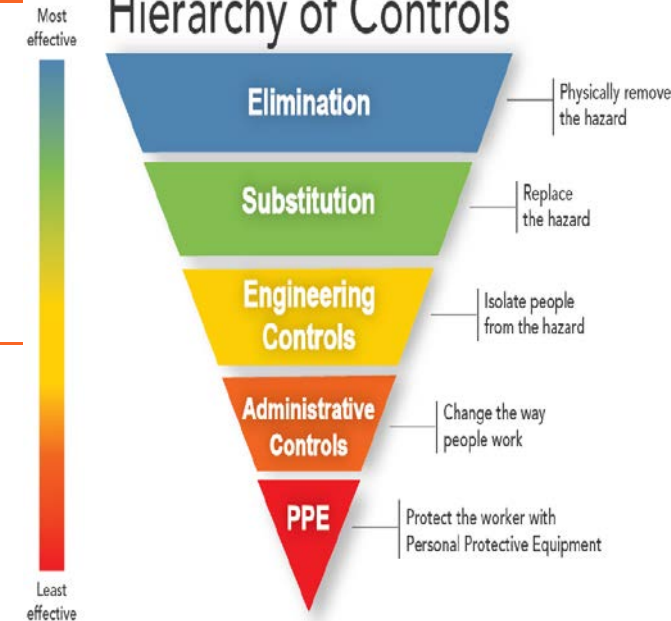 Hierarchy of Controls
Most
effective
Elimination
Physically remove
the hazard
Substitution
Replace
the hazard
Engineering
Controls
Isolate people
from the hazard
Administrative
Controls
Change the way
people work
PPE
Protect the worker with
Personal Protective Equipment
Least
effective